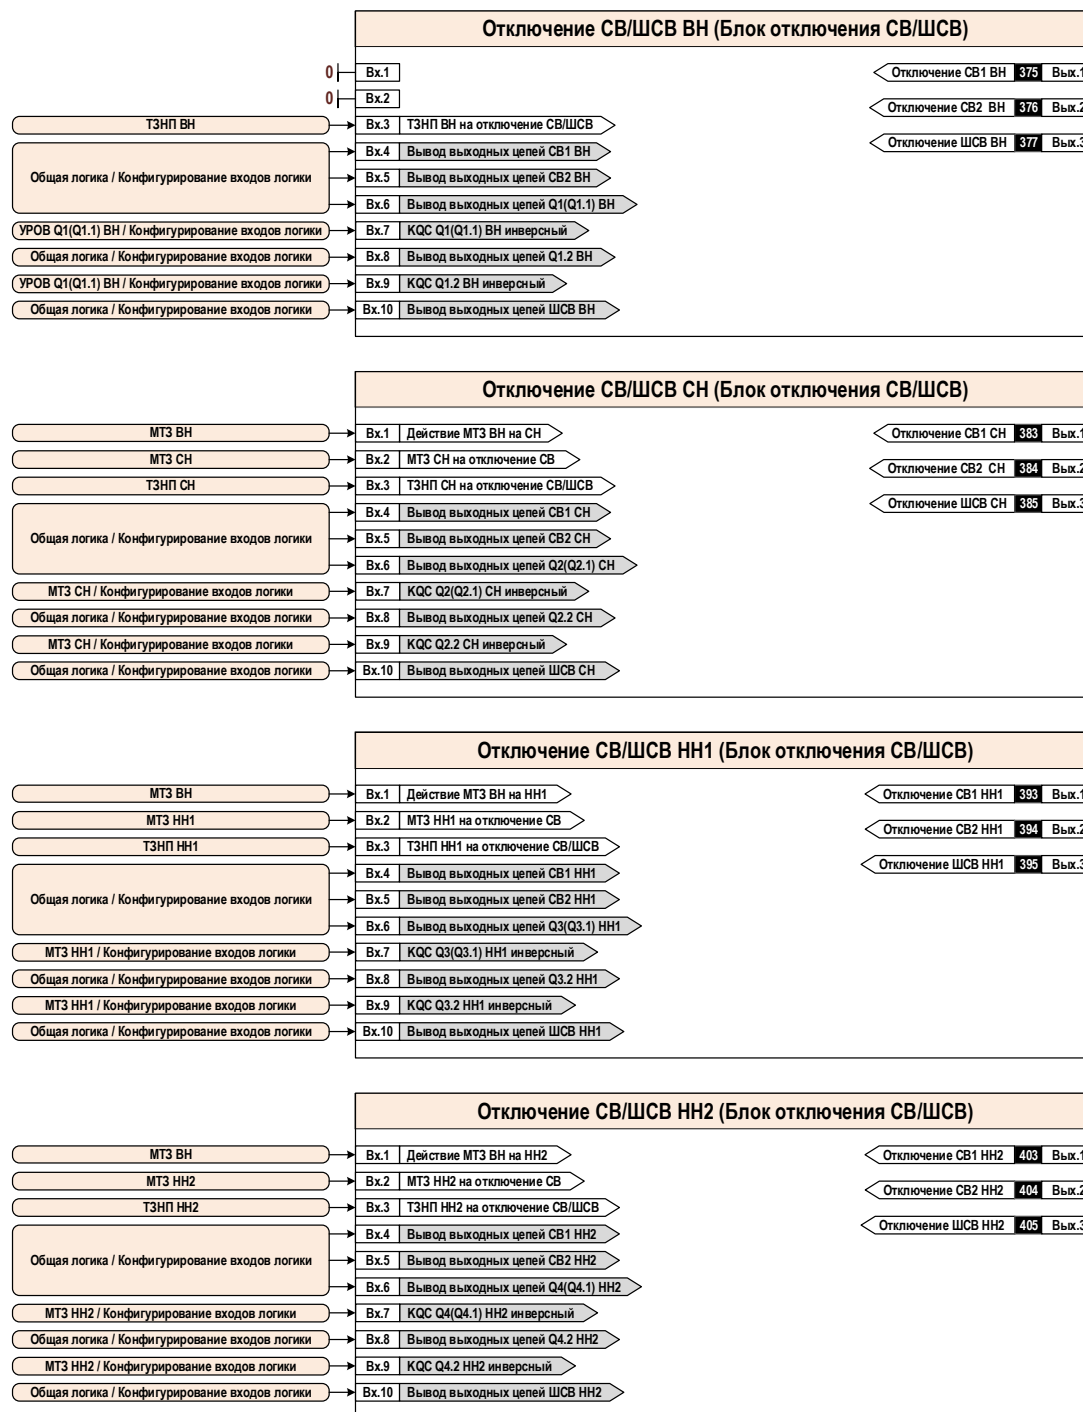 Отключение СВ/ШСВ ВН (Блок отключения СВ/ШСВ)
0 Вх.1 Отключение СВ1 ВН 375 Вых.1
0 Вх.2
Отключение СВ2 ВН 376 Вых.2
ТЗНП ВН Вх.3 ТЗНП ВН на отключение СВ/ШСВ
Отключение ШСВ ВН 377 Вых.3
Вх.4 Вывод выходных цепей СВ1 ВН
Общая логика / Конфигурирование входов логики Вх.5 Вывод выходных цепей СВ2 ВН
Вх.6 Вывод выходных цепей Q1(Q1.1) ВН
УРОВ Q1(Q1.1) ВН / Конфигурирование входов логики Вх.7 KQC Q1(Q1.1) ВН инверсный
Общая логика / Конфигурирование входов логики Вх.8 Вывод выходных цепей Q1.2 ВН
УРОВ Q1(Q1.1) ВН / Конфигурирование входов логики Вх.9 KQC Q1.2 ВН инверсный
Общая логика / Конфигурирование входов логики Вх.10 Вывод выходных цепей ШСВ ВН
Отключение СВ/ШСВ СН (Блок отключения СВ/ШСВ)
МТЗ ВН Вх.1 Действие МТЗ ВН на СН Отключение СВ1 СН 383 Вых.1
МТЗ СН Вх.2 МТЗ СН на отключение СВ
Отключение СВ2 СН 384 Вых.2
ТЗНП СН Вх.3 ТЗНП СН на отключение СВ/ШСВ
Отключение ШСВ СН 385 Вых.3
Вх.4 Вывод выходных цепей СВ1 СН
Общая логика / Конфигурирование входов логики Вх.5 Вывод выходных цепей СВ2 СН
Вх.6 Вывод выходных цепей Q2(Q2.1) СН
МТЗ СН / Конфигурирование входов логики Вх.7 KQC Q2(Q2.1) СН инверсный
Общая логика / Конфигурирование входов логики Вх.8 Вывод выходных цепей Q2.2 СН
МТЗ СН / Конфигурирование входов логики Вх.9 KQC Q2.2 СН инверсный
Общая логика / Конфигурирование входов логики Вх.10 Вывод выходных цепей ШСВ СН
Отключение СВ/ШСВ НН1 (Блок отключения СВ/ШСВ)
МТЗ ВН Вх.1 Действие МТЗ ВН на НН1 Отключение СВ1 НН1 393 Вых.1
МТЗ НН1 Вх.2 МТЗ НН1 на отключение СВ
Отключение СВ2 НН1 394 Вых.2
ТЗНП НН1 Вх.3 ТЗНП НН1 на отключение СВ/ШСВ
Отключение ШСВ НН1 395 Вых.3
Вх.4 Вывод выходных цепей СВ1 НН1
Общая логика / Конфигурирование входов логики Вх.5 Вывод выходных цепей СВ2 НН1
Вх.6 Вывод выходных цепей Q3(Q3.1) НН1
МТЗ НН1 / Конфигурирование входов логики Вх.7 KQC Q3(Q3.1) НН1 инверсный
Общая логика / Конфигурирование входов логики Вх.8 Вывод выходных цепей Q3.2 НН1
МТЗ НН1 / Конфигурирование входов логики Вх.9 KQC Q3.2 НН1 инверсный
Общая логика / Конфигурирование входов логики Вх.10 Вывод выходных цепей ШСВ НН1
Отключение СВ/ШСВ НН2 (Блок отключения СВ/ШСВ)
МТЗ ВН Вх.1 Действие МТЗ ВН на НН2 Отключение СВ1 НН2 403 Вых.1
МТЗ НН2 Вх.2 МТЗ НН2 на отключение СВ
Отключение СВ2 НН2 404 Вых.2
ТЗНП НН2 Вх.3 ТЗНП НН2 на отключение СВ/ШСВ
Отключение ШСВ НН2 405 Вых.3
Вх.4 Вывод выходных цепей СВ1 НН2
Общая логика / Конфигурирование входов логики Вх.5 Вывод выходных цепей СВ2 НН2
Вх.6 Вывод выходных цепей Q4(Q4.1) НН2
МТЗ НН2 / Конфигурирование входов логики Вх.7 KQC Q4(Q4.1) НН2 инверсный
Общая логика / Конфигурирование входов логики Вх.8 Вывод выходных цепей Q4.2 НН2
МТЗ НН2 / Конфигурирование входов логики Вх.9 KQC Q4.2 НН2 инверсный
Общая логика / Конфигурирование входов логики Вх.10 Вывод выходных цепей ШСВ НН2